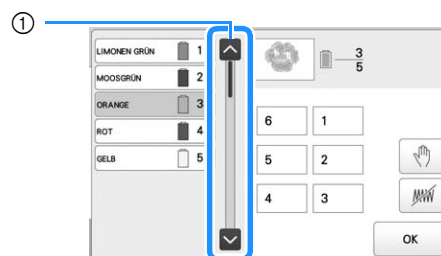 ①
LIMONEN GRÜN 1
MOOSGRÜN 2
ORANGE 3
ROT 4
GELB 5
3
5
6 1
5 2
4 3
OK